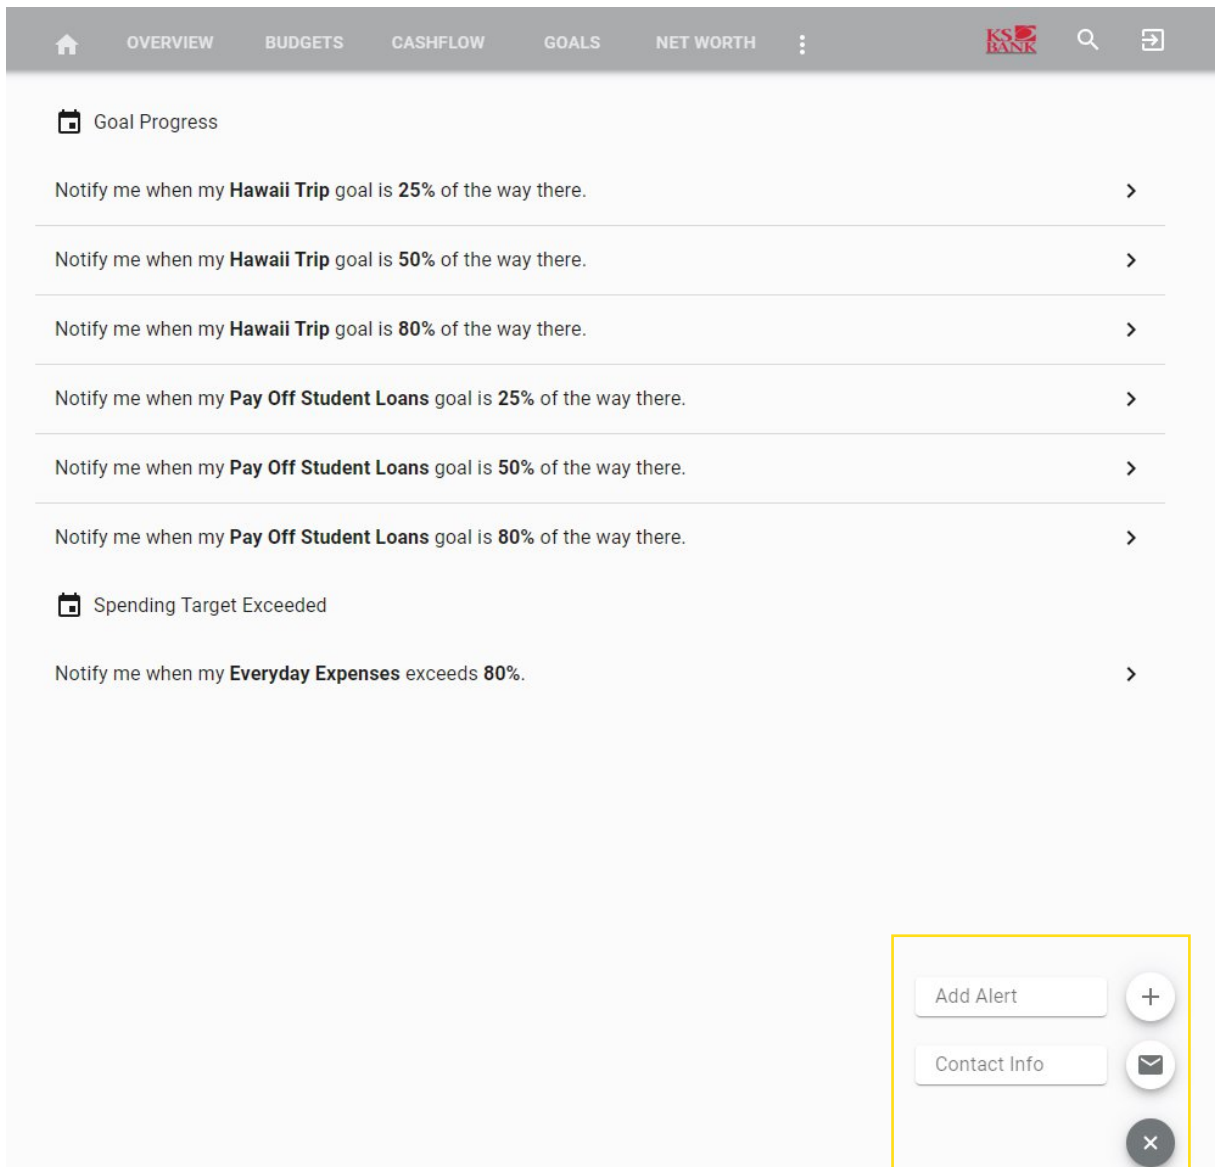 OVERVIEW BUDGETS CASHFLOW GOALS NET WORTH KS BANK
Goal Progress
Notify me when my Hawaii Trip goal is 25% of the way there.
Notify me when my Hawaii Trip goal is 50% of the way there.
Notify me when my Hawaii Trip goal is 80% of the way there.
Notify me when my Pay Off Student Loans goal is 25% of the way there.
Notify me when my Pay Off Student Loans goal is 50% of the way there.
Notify me when my Pay Off Student Loans goal is 80% of the way there.
Spending Target Exceeded
Notify me when my Everyday Expenses exceeds 80%.
Add Alert
Contact Info